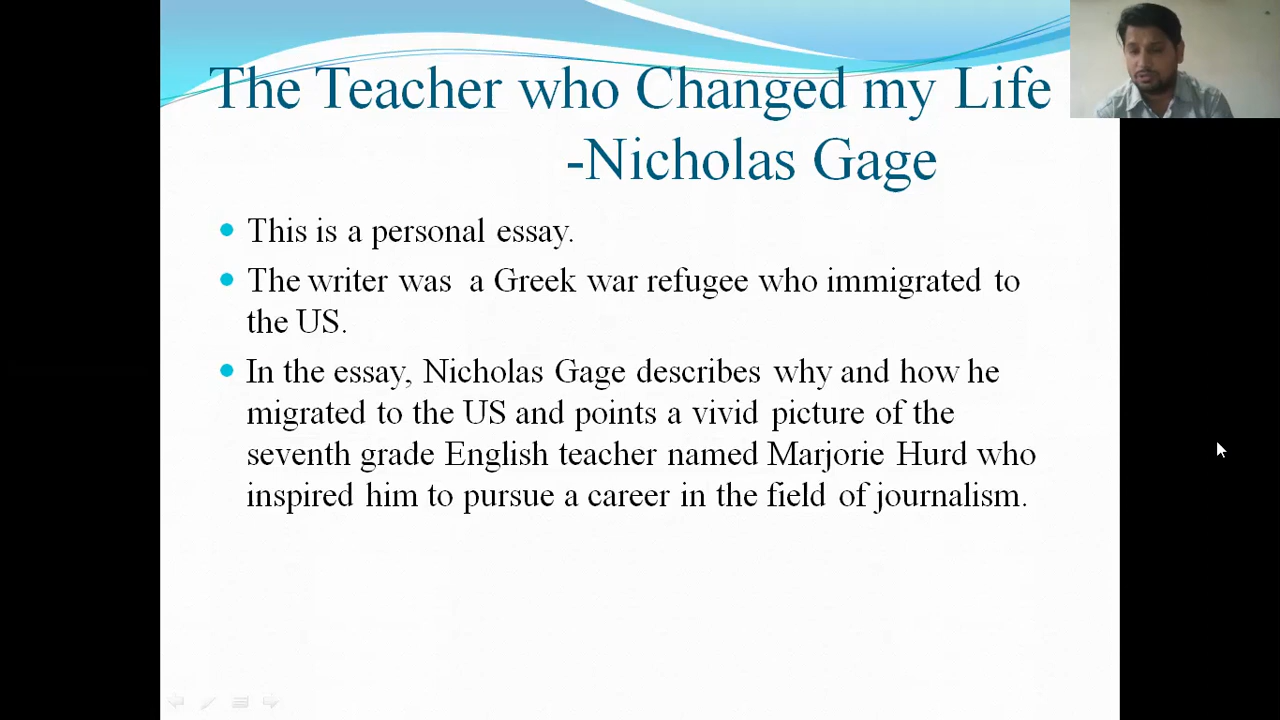 The Teacher who Changed my Life
-Nicholas Gage
This is a personal essay.
The writer was a Greek war refugee who immigrated to
the US.
In the essay, Nicholas Gage describes why and how he
migrated to the US and points a vivid picture of the
seventh grade English teacher named Marjorie Hurd who
inspired him to pursue a career in the field of journalism.